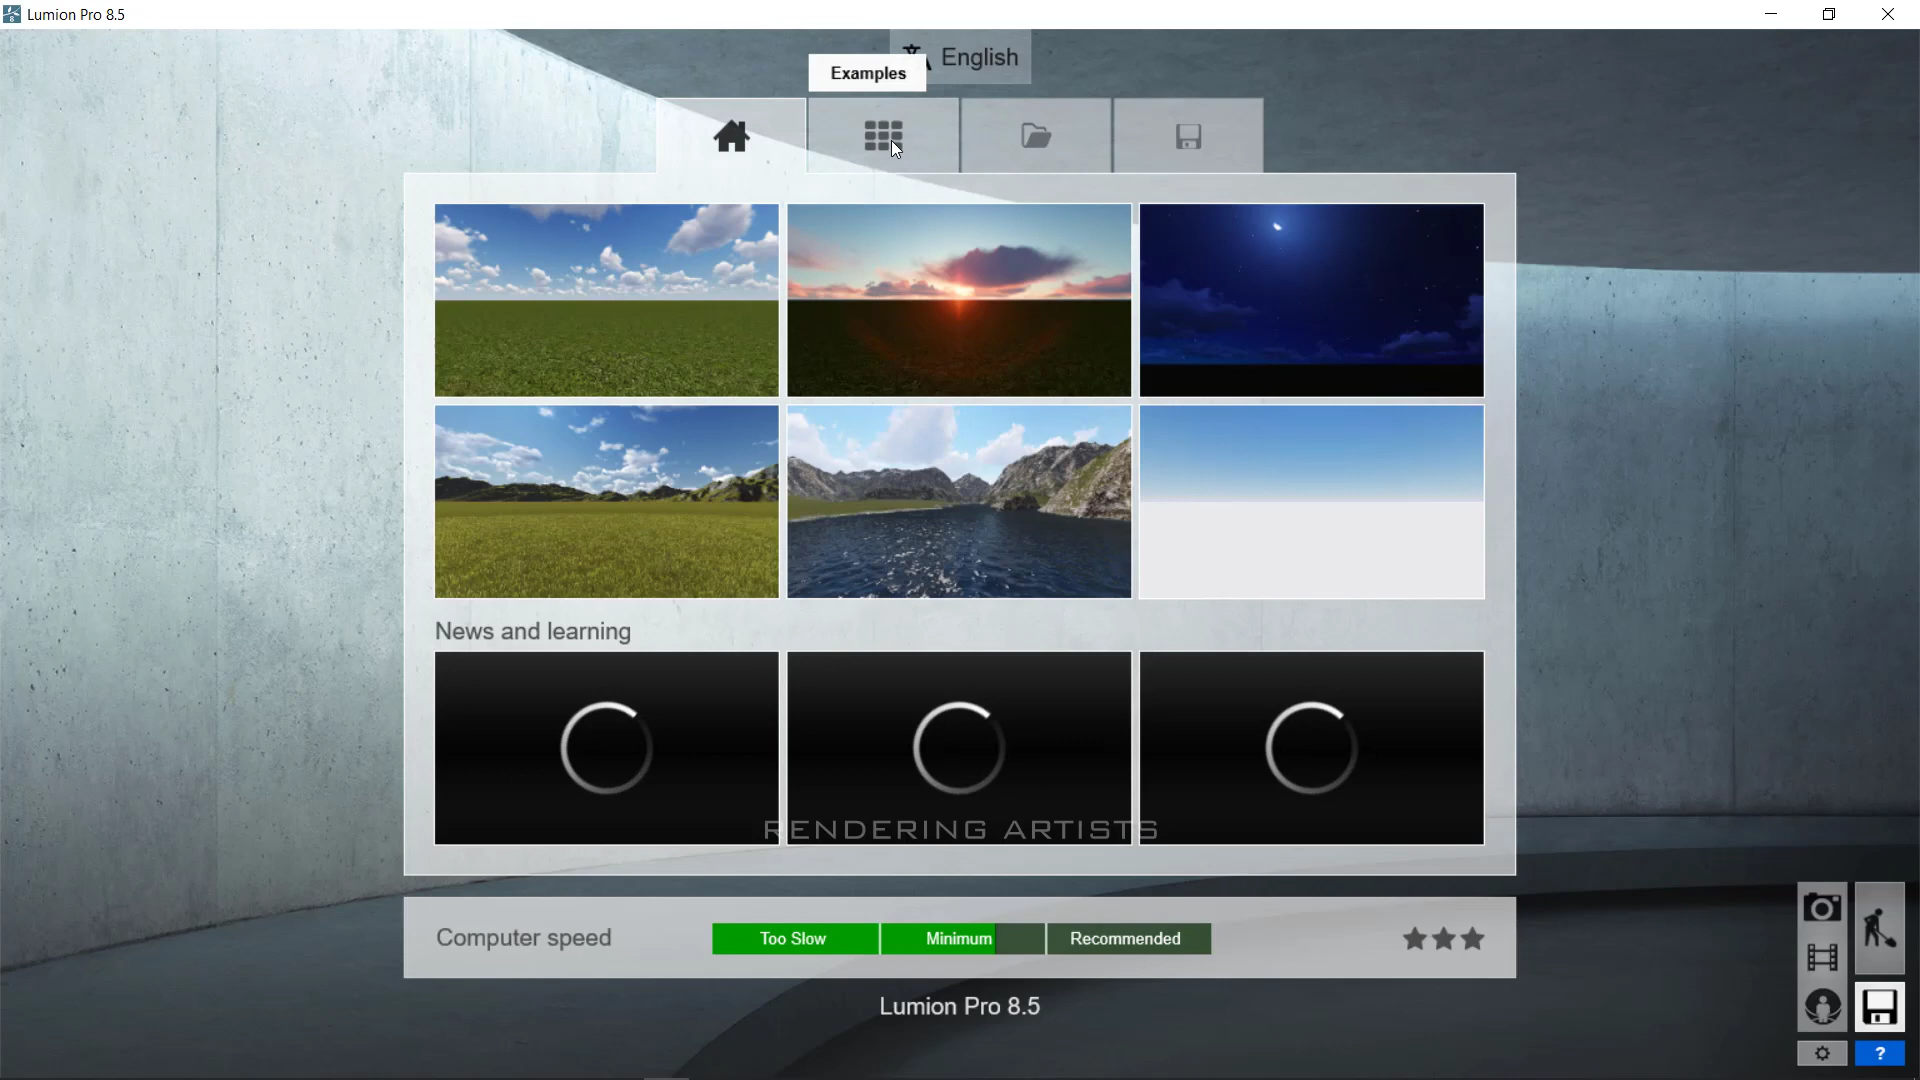 Lumion Pro 8.5
English
Examples
News and learning
RENDERING ARTISTS
Computer speed
Too Slow
Minimum
Recommended
Lumion Pro 8.5
?